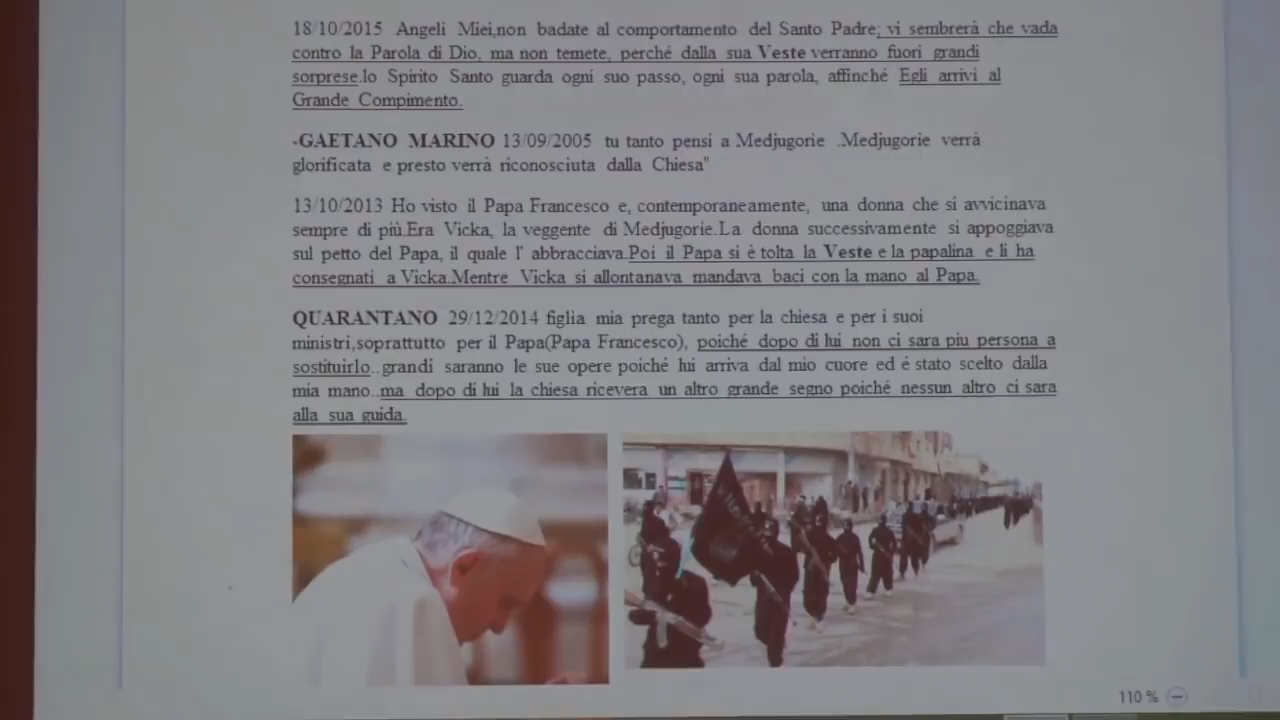 18/10/2015 Angeli Miei,non badate al comportamento del Santo Padre; vi sembrerà che vada
contro la Parola di Dio, ma non temete, perché dalla sua Veste verranno fuori grandi
sorprese.lo Spirito Santo guarda ogni suo passo, ogni sua parola, affinché Egli arrivi al
Grande Compimento.
-GAETANO MARINO 13/09/2005 tu tanto pensi a Medjugorie .Medjugorie verrà
glorificata e presto verrà riconosciuta dalla Chiesa"
13/10/2013 Ho visto il Papa Francesco e, contemporaneamente, una donna che si avvicinava
sempre di più.Era Vicka, la veggente di Medjugorie.La donna successivamente si appoggiava
sul petto del Papa, il quale l' abbracciava.Poi il Papa si è tolta la Veste e la papalina e li ha
consegnati a Vicka.Mentre Vicka si allontanava mandava baci con la mano al Papa.
QUARANTANO 29/12/2014 figlia mia prega tanto per la chiesa e per i suoi
ministri,soprattutto per il Papa(Papa Francesco), poiché dopo di lui non ci sara piu persona a
sostituirlo..grandi saranno le sue opere poiché lui arriva dal mio cuore ed é stato scelto dalla
mia mano..ma dopo di lui la chiesa ricevera un altro grande segno poiché nessun altro ci sara
alla sua guida.
110 %